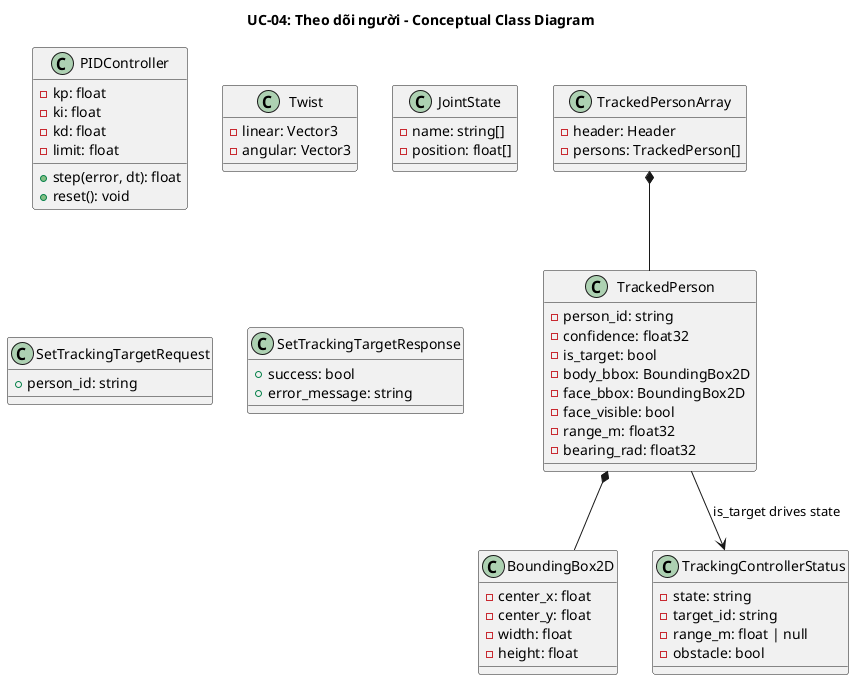 UC-04: Theo dõi người - Conceptual Class Diagram
C PIDController
kp: float
ki: float
kd: float
limit: float
step(error, dt): float
reset(): void
C Twist
linear: Vector3
angular: Vector3
C JointState
name: string[]
position: float[]
C TrackedPersonArray
header: Header
persons: TrackedPerson[]
C SetTrackingTargetRequest
person_id: string
C SetTrackingTargetResponse
success: bool
error_message: string
C TrackedPerson
person_id: string
confidence: float32
is_target: bool
body_bbox: BoundingBox2D
face_bbox: BoundingBox2D
face_visible: bool
range_m: float32
bearing_rad: float32
is_target drives state
C BoundingBox2D
center_x: float
center_y: float
width: float
height: float
C TrackingControllerStatus
state: string
target_id: string
range_m: float | null
obstacle: bool